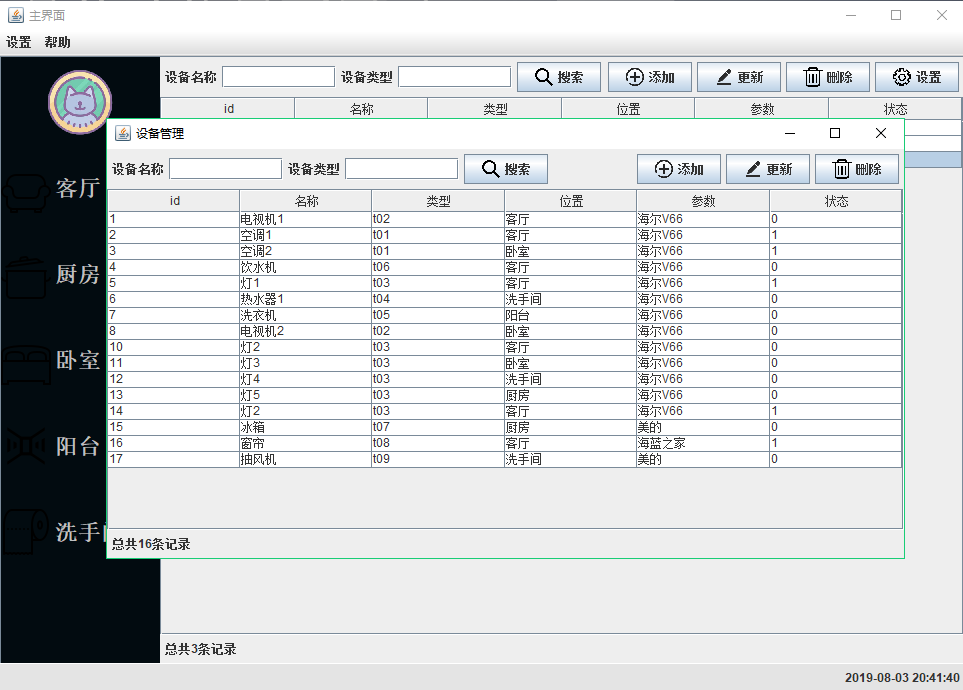 主界面
设置 帮助
设备名称 设备类型 搜索 添加 更新 删除 设置
id 名称 类型 位置 参数 状态
设备管理
设备名称 设备类型 搜索 添加 更新 删除
id 名称 类型 位置 参数 状态
1 电视机1 t02 客厅 海尔V66 0
2 空调1 t01 客厅 海尔V66 1
3 空调2 t01 卧室 海尔V66 1
4 饮水机 t06 客厅 海尔V66 0
5 灯1 t03 客厅 海尔V66 1
6 热水器1 t04 洗手间 海尔V66 0
7 洗衣机 t05 阳台 海尔V66 0
8 电视机2 t02 卧室 海尔V66 0
10 灯2 t03 客厅 海尔V66 0
11 灯3 t03 卧室 海尔V66 0
12 灯4 t03 洗手间 海尔V66 0
13 灯5 t03 厨房 海尔V66 0
14 灯2 t03 客厅 海尔V66 1
15 冰箱 t07 厨房 美的 0
16 窗帘 t08 客厅 海蓝之家 1
17 抽风机 t09 洗手间 美的 0
总共16条记录
客厅
厨房
卧室
阳台
洗手
总共3条记录
2019-08-03 20:41:40